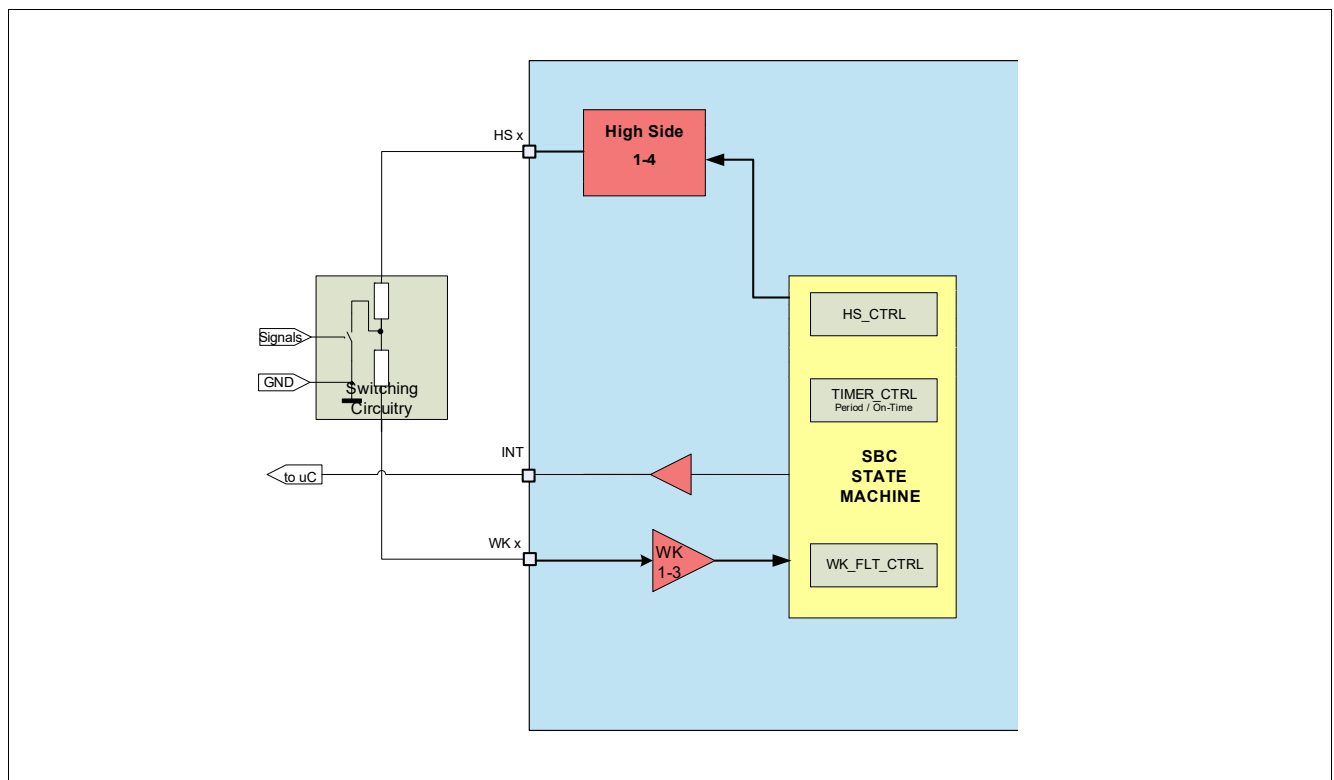 HS x
High Side
1-4
HS_CTRL
Signals
TIMER_CTRL
Period / On-Time
GND
Switching
Circuitry
INT
SBC
STATE
MACHINE
to uC
WK x
WK
1-3
WK_FLT_CTRL